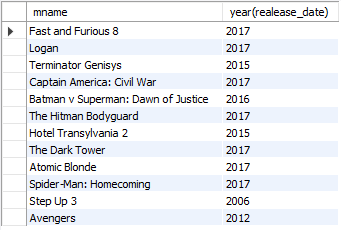 mname year(realease_date)
Fast and Furious 8 2017
Logan 2017
Terminator Genisys 2015
Captain America: Civil War 2017
Batman v Superman: Dawn of Justice 2016
The Hitman Bodyguard 2017
Hotel Transylvania 2 2015
The Dark Tower 2017
Atomic Blonde 2017
Spider-Man: Homecoming 2017
Step Up 3 2006
Avengers 2012